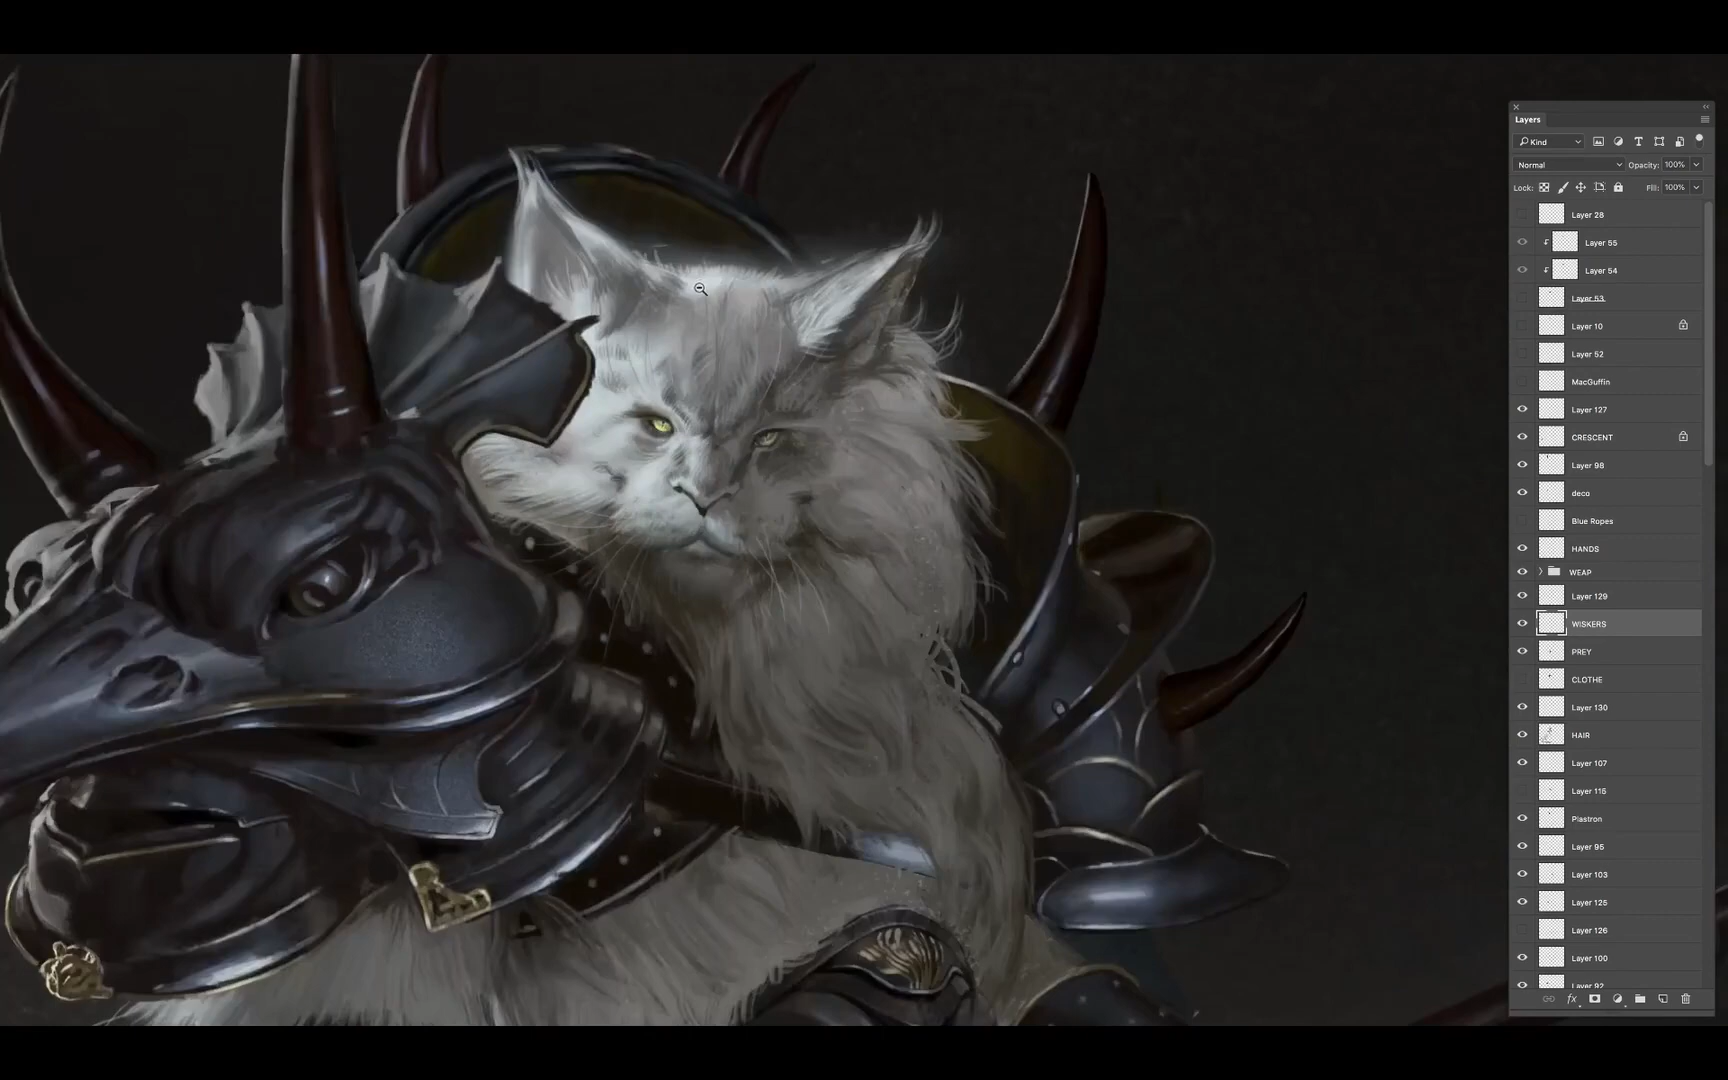 Layers
Kind
Normal Opacity: 100%
Lock: Fill: 100%
Layer 28
Layer 55
Layer 54
Layer 53
Layer 10
Layer 52
MacGuffin
Layer 127
CRESCENT
Layer 98
deco
Blue Ropes
HANDS
WEAP
Layer 129
WISKERS
PREY
CLOTHE
Layer 130
HAIR
Layer 107
Layer 116
Plastron
Layer 95
Layer 103
Layer 125
Layer 126
Layer 100
Layer 92